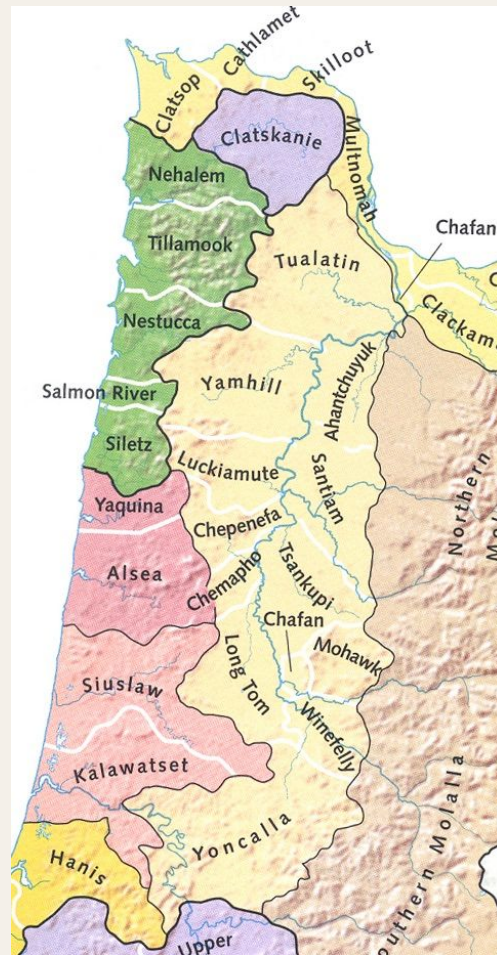 Cathlamet
Skilloot
Clatsop
Clatskanie
Multnomah
Nehalem
Chafan
Tillamook
Tualatin
Clackama
Nestucca
Ahantchuyuk
Yamhill
Salmon River
Siletz
Luckiamute
Santiam
Northern
Yaquina
Chepenefa
Tsankupi
Alsea
Chemapho
Chafan
Mohawk
Long Tom
Siuslaw
Winefelly
Kalawatset
Yoncalla
Southern Molalla
Hanis
Upper